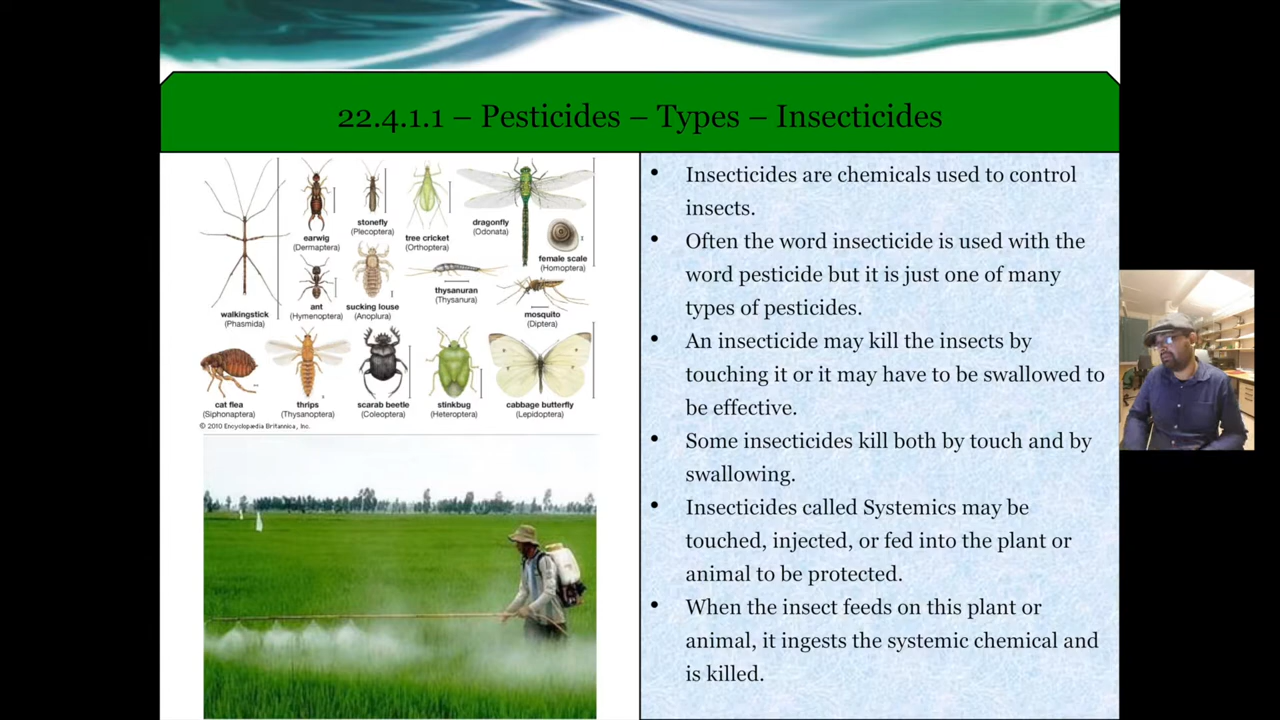 22.4.1.1 – Pesticides – Types – Insecticides
stonefly
(Plecoptera)
dragonfly
(Odonata)
earwig
(Dermaptera)
tree cricket
(Orthoptera)
female scale
(Homoptera)
thysanuran
(Thysanura)
ant
(Hymenoptera)
sucking louse
(Anoplura)
walkingstick
(Phasmida)
mosquito
(Diptera)
cat flea
(Siphonaptera)
thrips
(Thysanoptera)
scarab beetle
(Coleoptera)
stinkbug
(Heteroptera)
cabbage butterfly
(Lepidoptera)
© 2010 Encyclopædia Britannica, Inc.
• Insecticides are chemicals used to control
insects.
• Often the word insecticide is used with the
word pesticide but it is just one of many
types of pesticides.
• An insecticide may kill the insects by
touching it or it may have to be swallowed to
be effective.
• Some insecticides kill both by touch and by
swallowing.
• Insecticides called Systemics may be
touched, injected, or fed into the plant or
animal to be protected.
• When the insect feeds on this plant or
animal, it ingests the systemic chemical and
is killed.